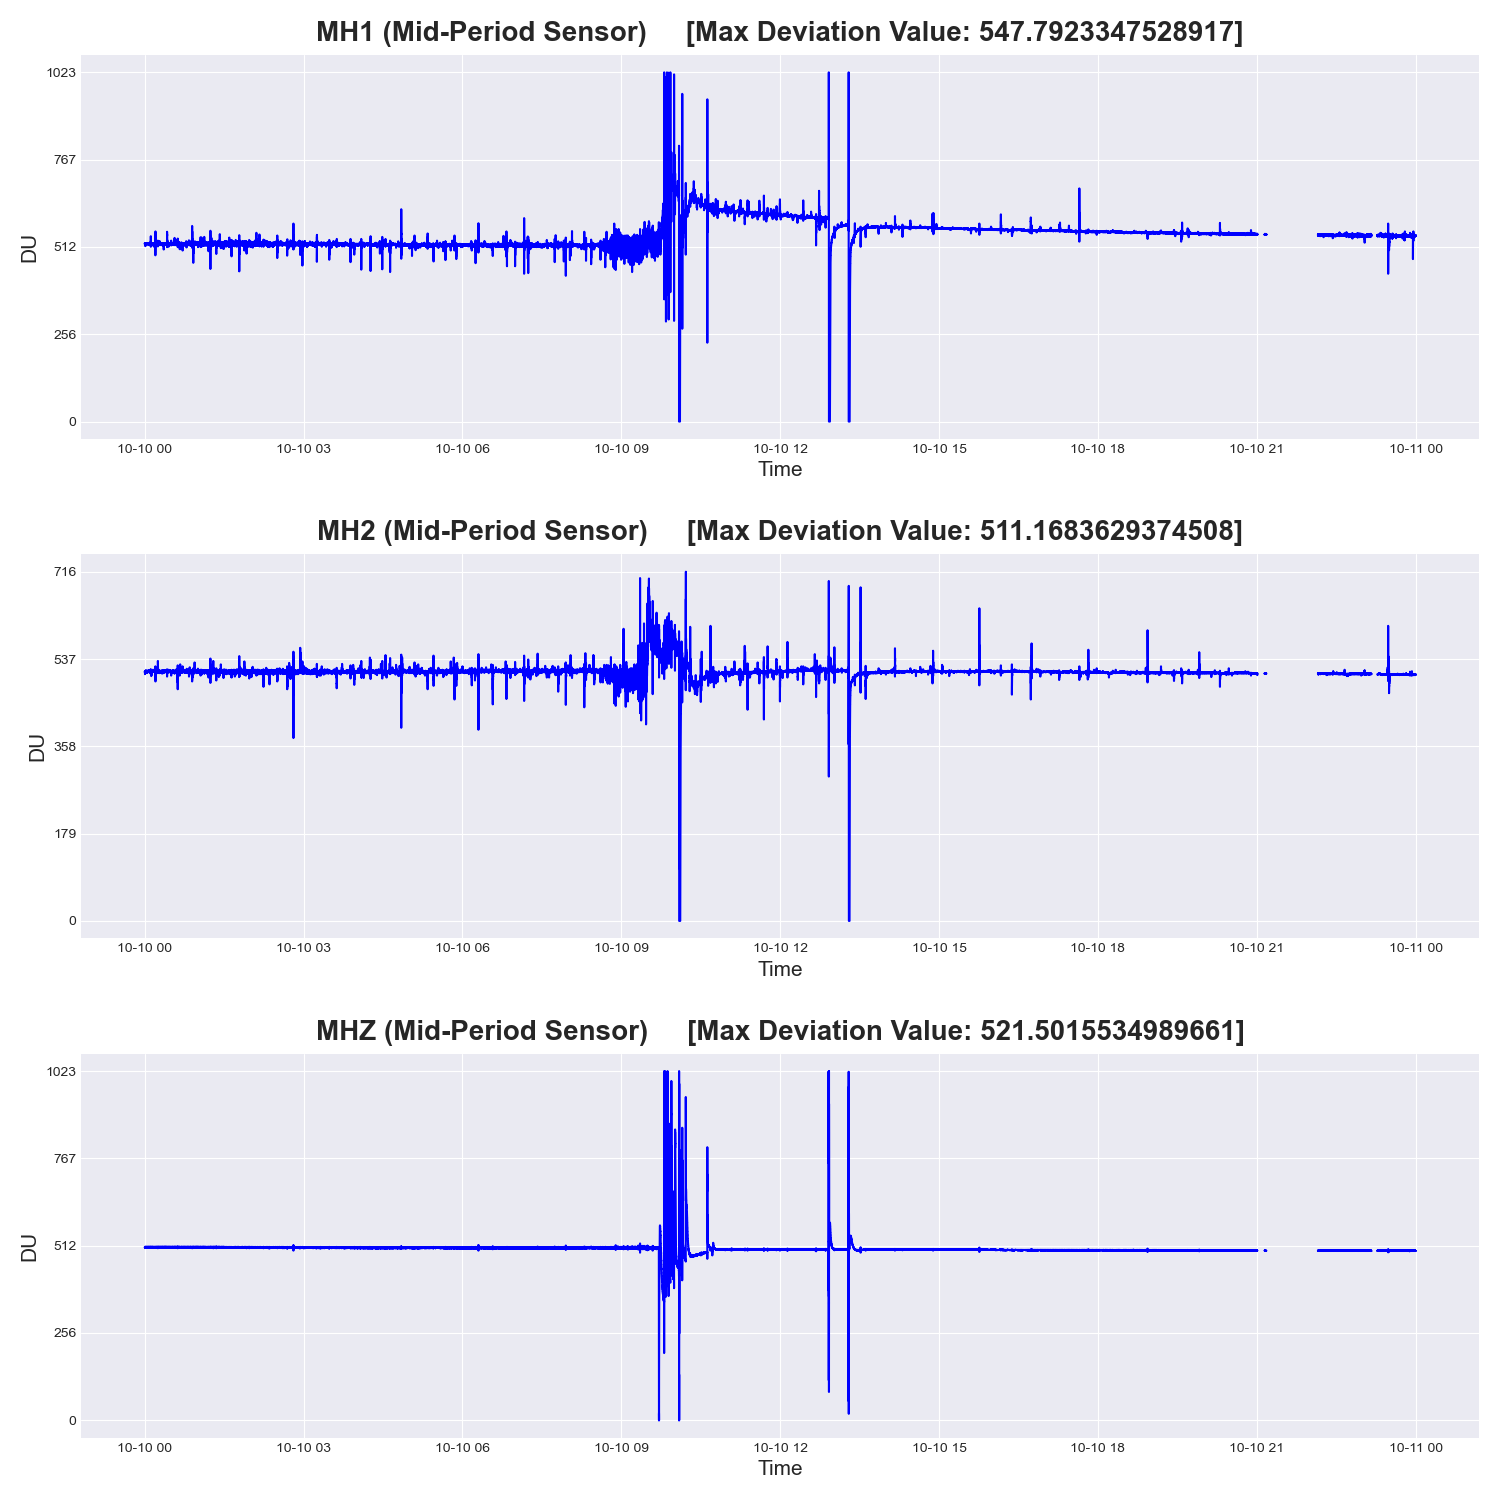 MH1 (Mid-Period Sensor) [Max Deviation Value: 547.7923347528917]
1023
767
512
256
0
DU
10-10 00 10-10 03 10-10 06 10-10 09 10-10 12 10-10 15 10-10 18 10-10 21 10-11 00
Time
MH2 (Mid-Period Sensor) [Max Deviation Value: 511.1683629374508]
716
537
358
179
0
DU
10-10 00 10-10 03 10-10 06 10-10 09 10-10 12 10-10 15 10-10 18 10-10 21 10-11 00
Time
MHZ (Mid-Period Sensor) [Max Deviation Value: 521.5015534989661]
1023
767
512
256
0
DU
10-10 00 10-10 03 10-10 06 10-10 09 10-10 12 10-10 15 10-10 18 10-10 21 10-11 00
Time